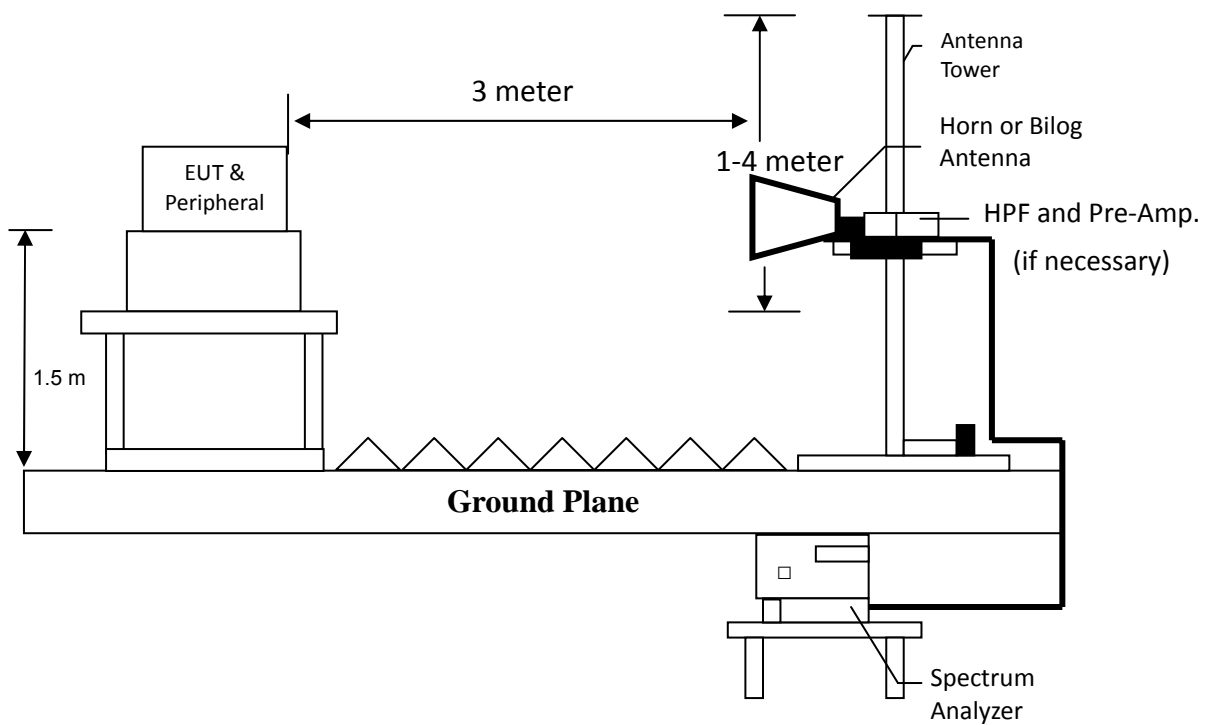 Antenna
Tower
3 meter
Horn or Bilog
Antenna
1-4 meter
EUT &
Peripheral
HPF and Pre-Amp.
(if necessary)
1.5 m
Ground Plane
Spectrum
Analyzer